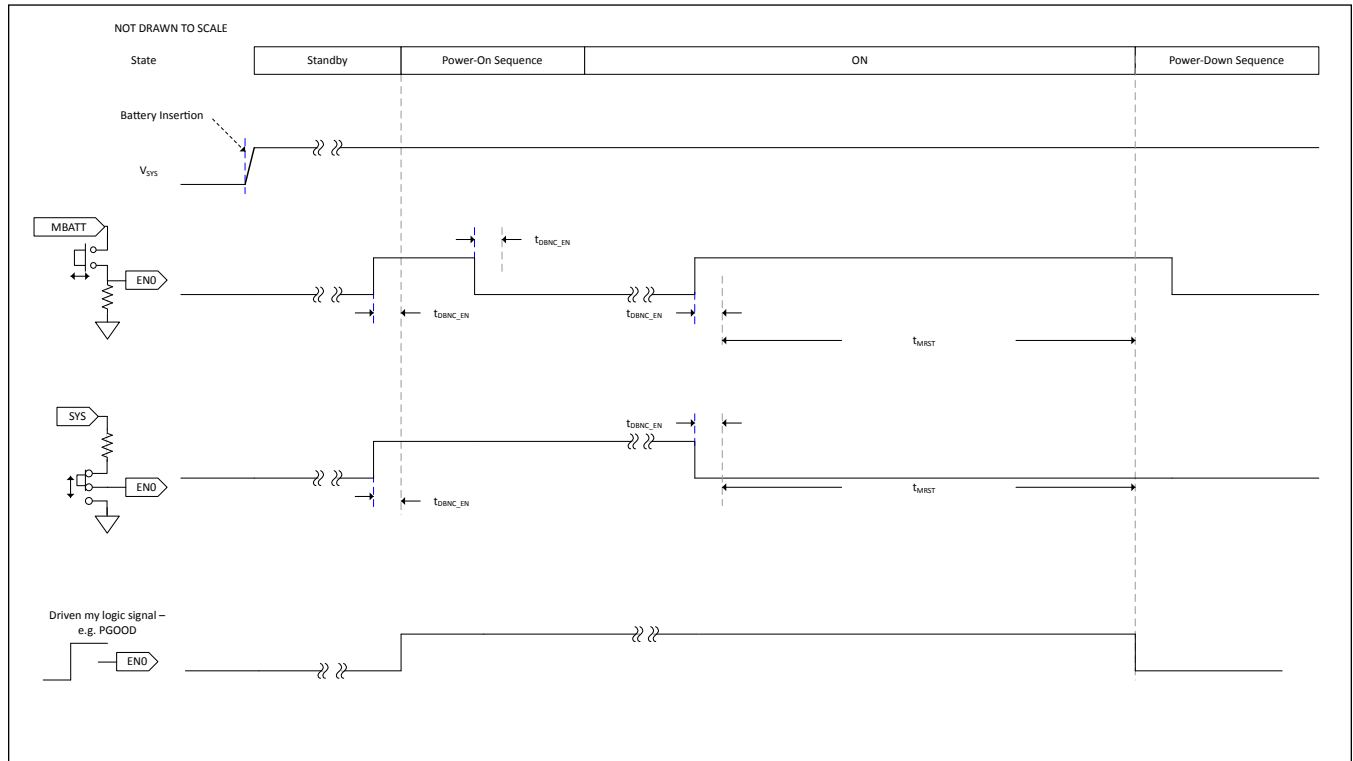 NOT DRAWN TO SCALE
State
Standby
Power-On Sequence
ON
Power-Down Sequence
Battery Insertion
VSYS
MBATT
EN0
tDBNC_EN
tDBNC_EN
tDBNC_EN
tMRST
SYS
EN0
tDBNC_EN
tDBNC_EN
tMRST
Driven my logic signal –
e.g. PGOOD
EN0